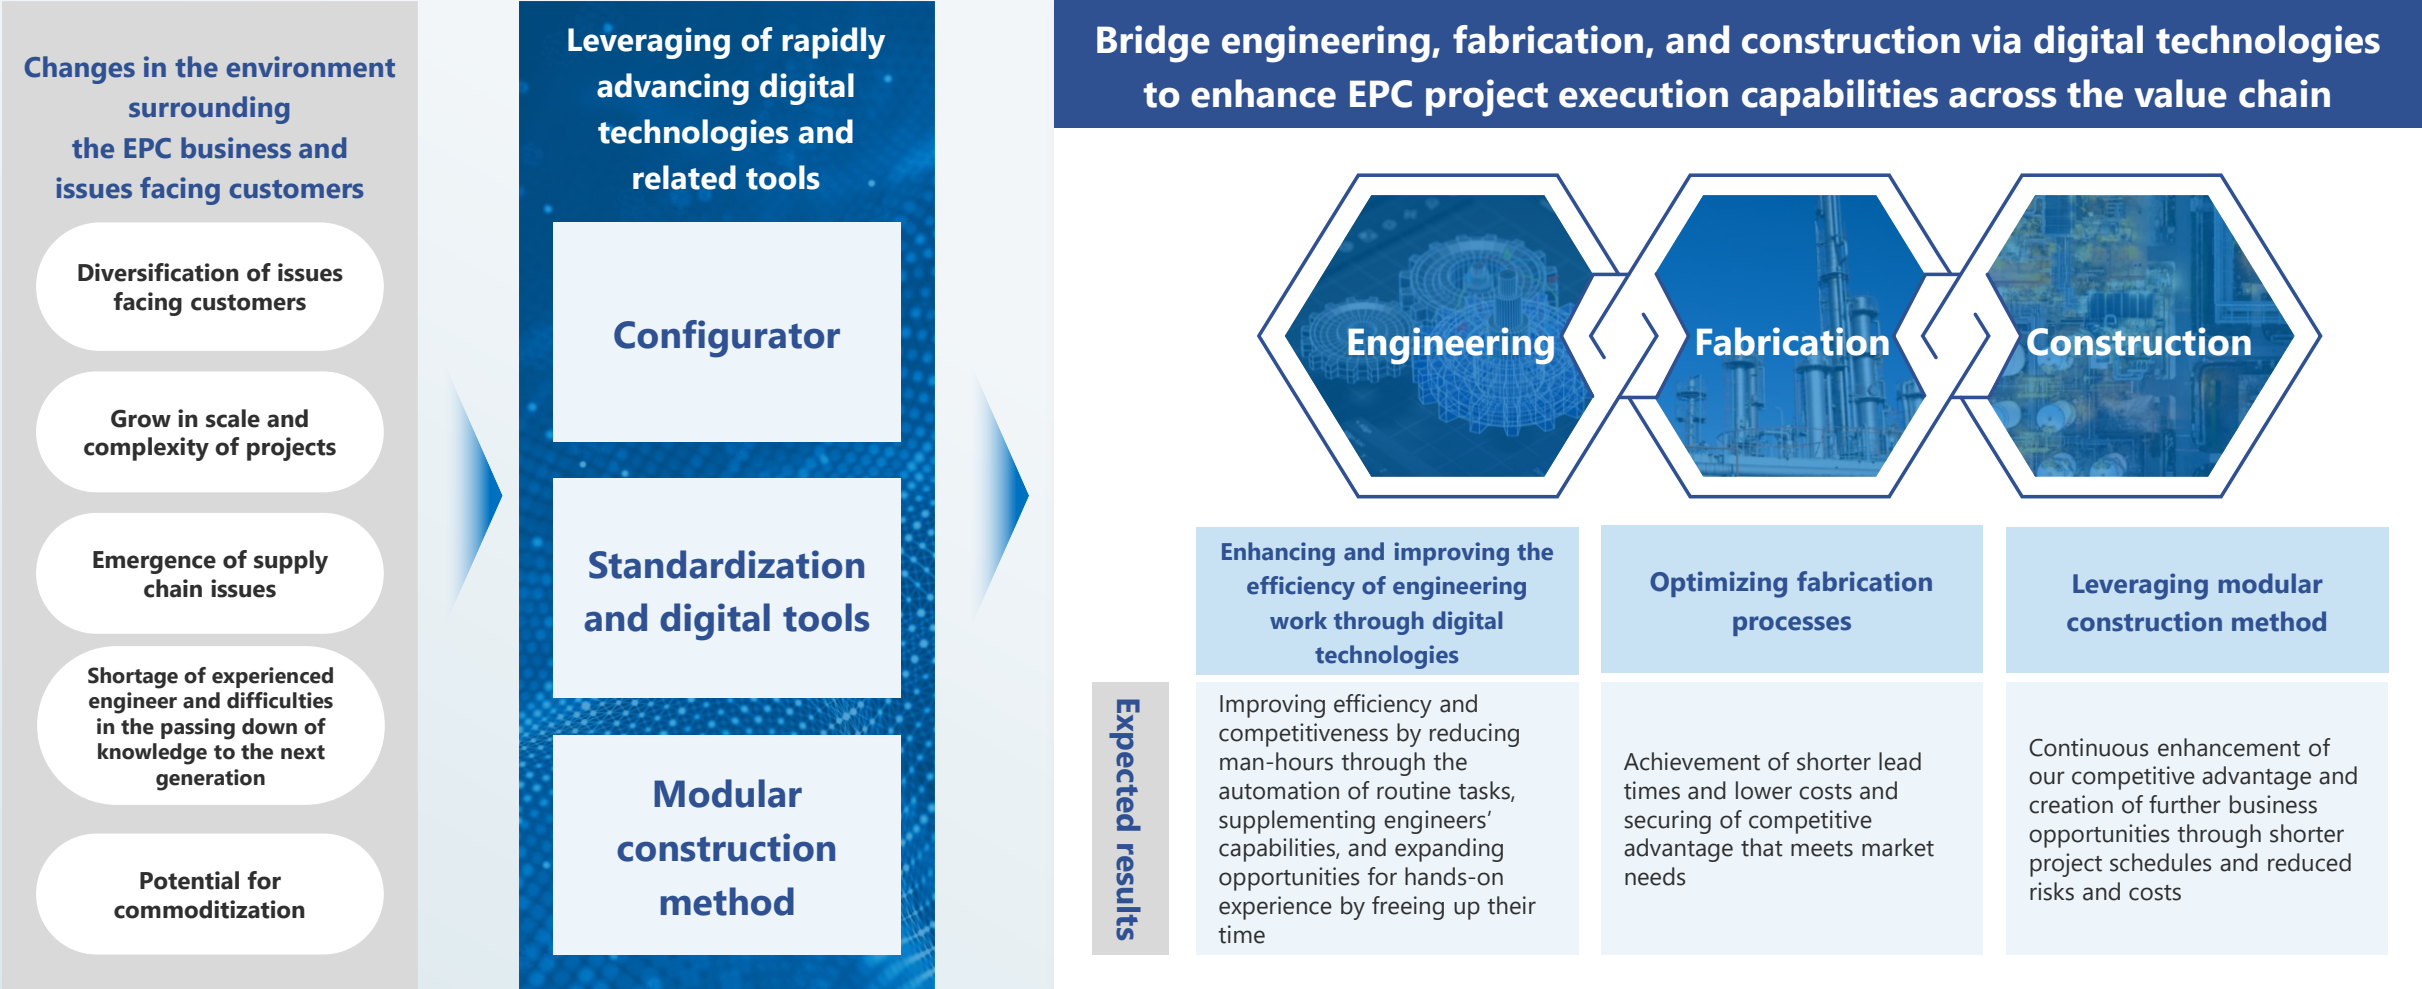 Changes in the environment
surrounding
the EPC business and
issues facing customers
Diversification of issues
facing customers
Grow in scale and
complexity of projects
Emergence of supply
chain issues
Shortage of experienced
engineer and difficulties
in the passing down of
knowledge to the next
generation
Potential for
commoditization
Leveraging of rapidly
advancing digital
technologies and
related tools
Configurator
Standardization
and digital tools
Modular
construction
method
Bridge engineering, fabrication, and construction via digital technologies
to enhance EPC project execution capabilities across the value chain
Engineering
Fabrication
Construction
Enhancing and improving the
efficiency of engineering
work through digital
technologies
Optimizing fabrication
processes
Leveraging modular
construction method
Expected results
Improving efficiency and
competitiveness by reducing
man-hours through the
automation of routine tasks,
supplementing engineers’
capabilities, and expanding
opportunities for hands-on
experience by freeing up their
time
Achievement of shorter lead
times and lower costs and
securing of competitive
advantage that meets market
needs
Continuous enhancement of
our competitive advantage and
creation of further business
opportunities through shorter
project schedules and reduced
risks and costs